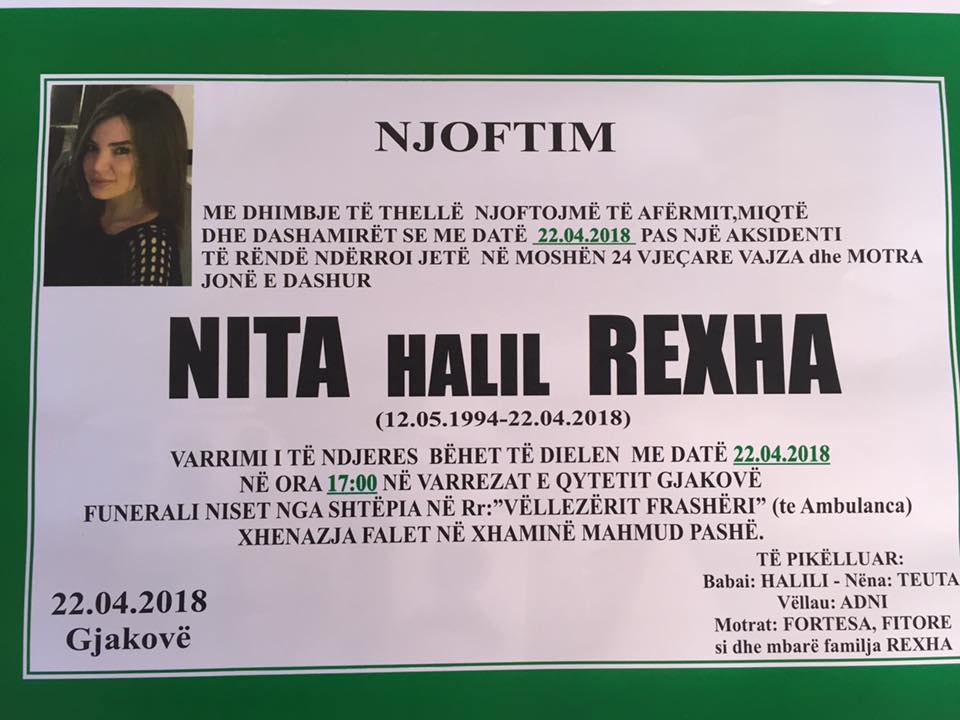 NJOFTIM
ME DHIMBJE TË THELLË NJOFTOJMË TË AFËRMIT,MIQTË
DHE DASHAMIRËT SE ME DATË 22.04.2018 PAS NJË AKSIDENTI
TË RËNDË NDËRROI JETË NË MOSHËN 24 VJEÇARE VAJZA dhe MOTRA
JONË E DASHUR
NITA HALIL REXHA
(12.05.1994-22.04.2018)
VARRIMI I TË NDJERES BËHET TË DIELEN ME DATË 22.04.2018
NË ORA 17:00 NË VARREZAT E QYTETIT GJAKOVË
FUNERALI NISET NGA SHTËPIA NË Rr:”VËLLEZËRIT FRASHËRI” (te Ambulanca)
XHENAZJA FALET NË XHAMINË MAHMUD PASHË.
TË PIKËLLUAR:
Babai: HALILI - Nëna: TEUTA
Vëllau: ADNI
Motrat: FORTESA, FITORE
si dhe mbarë familja REXHA
22.04.2018
Gjakovë